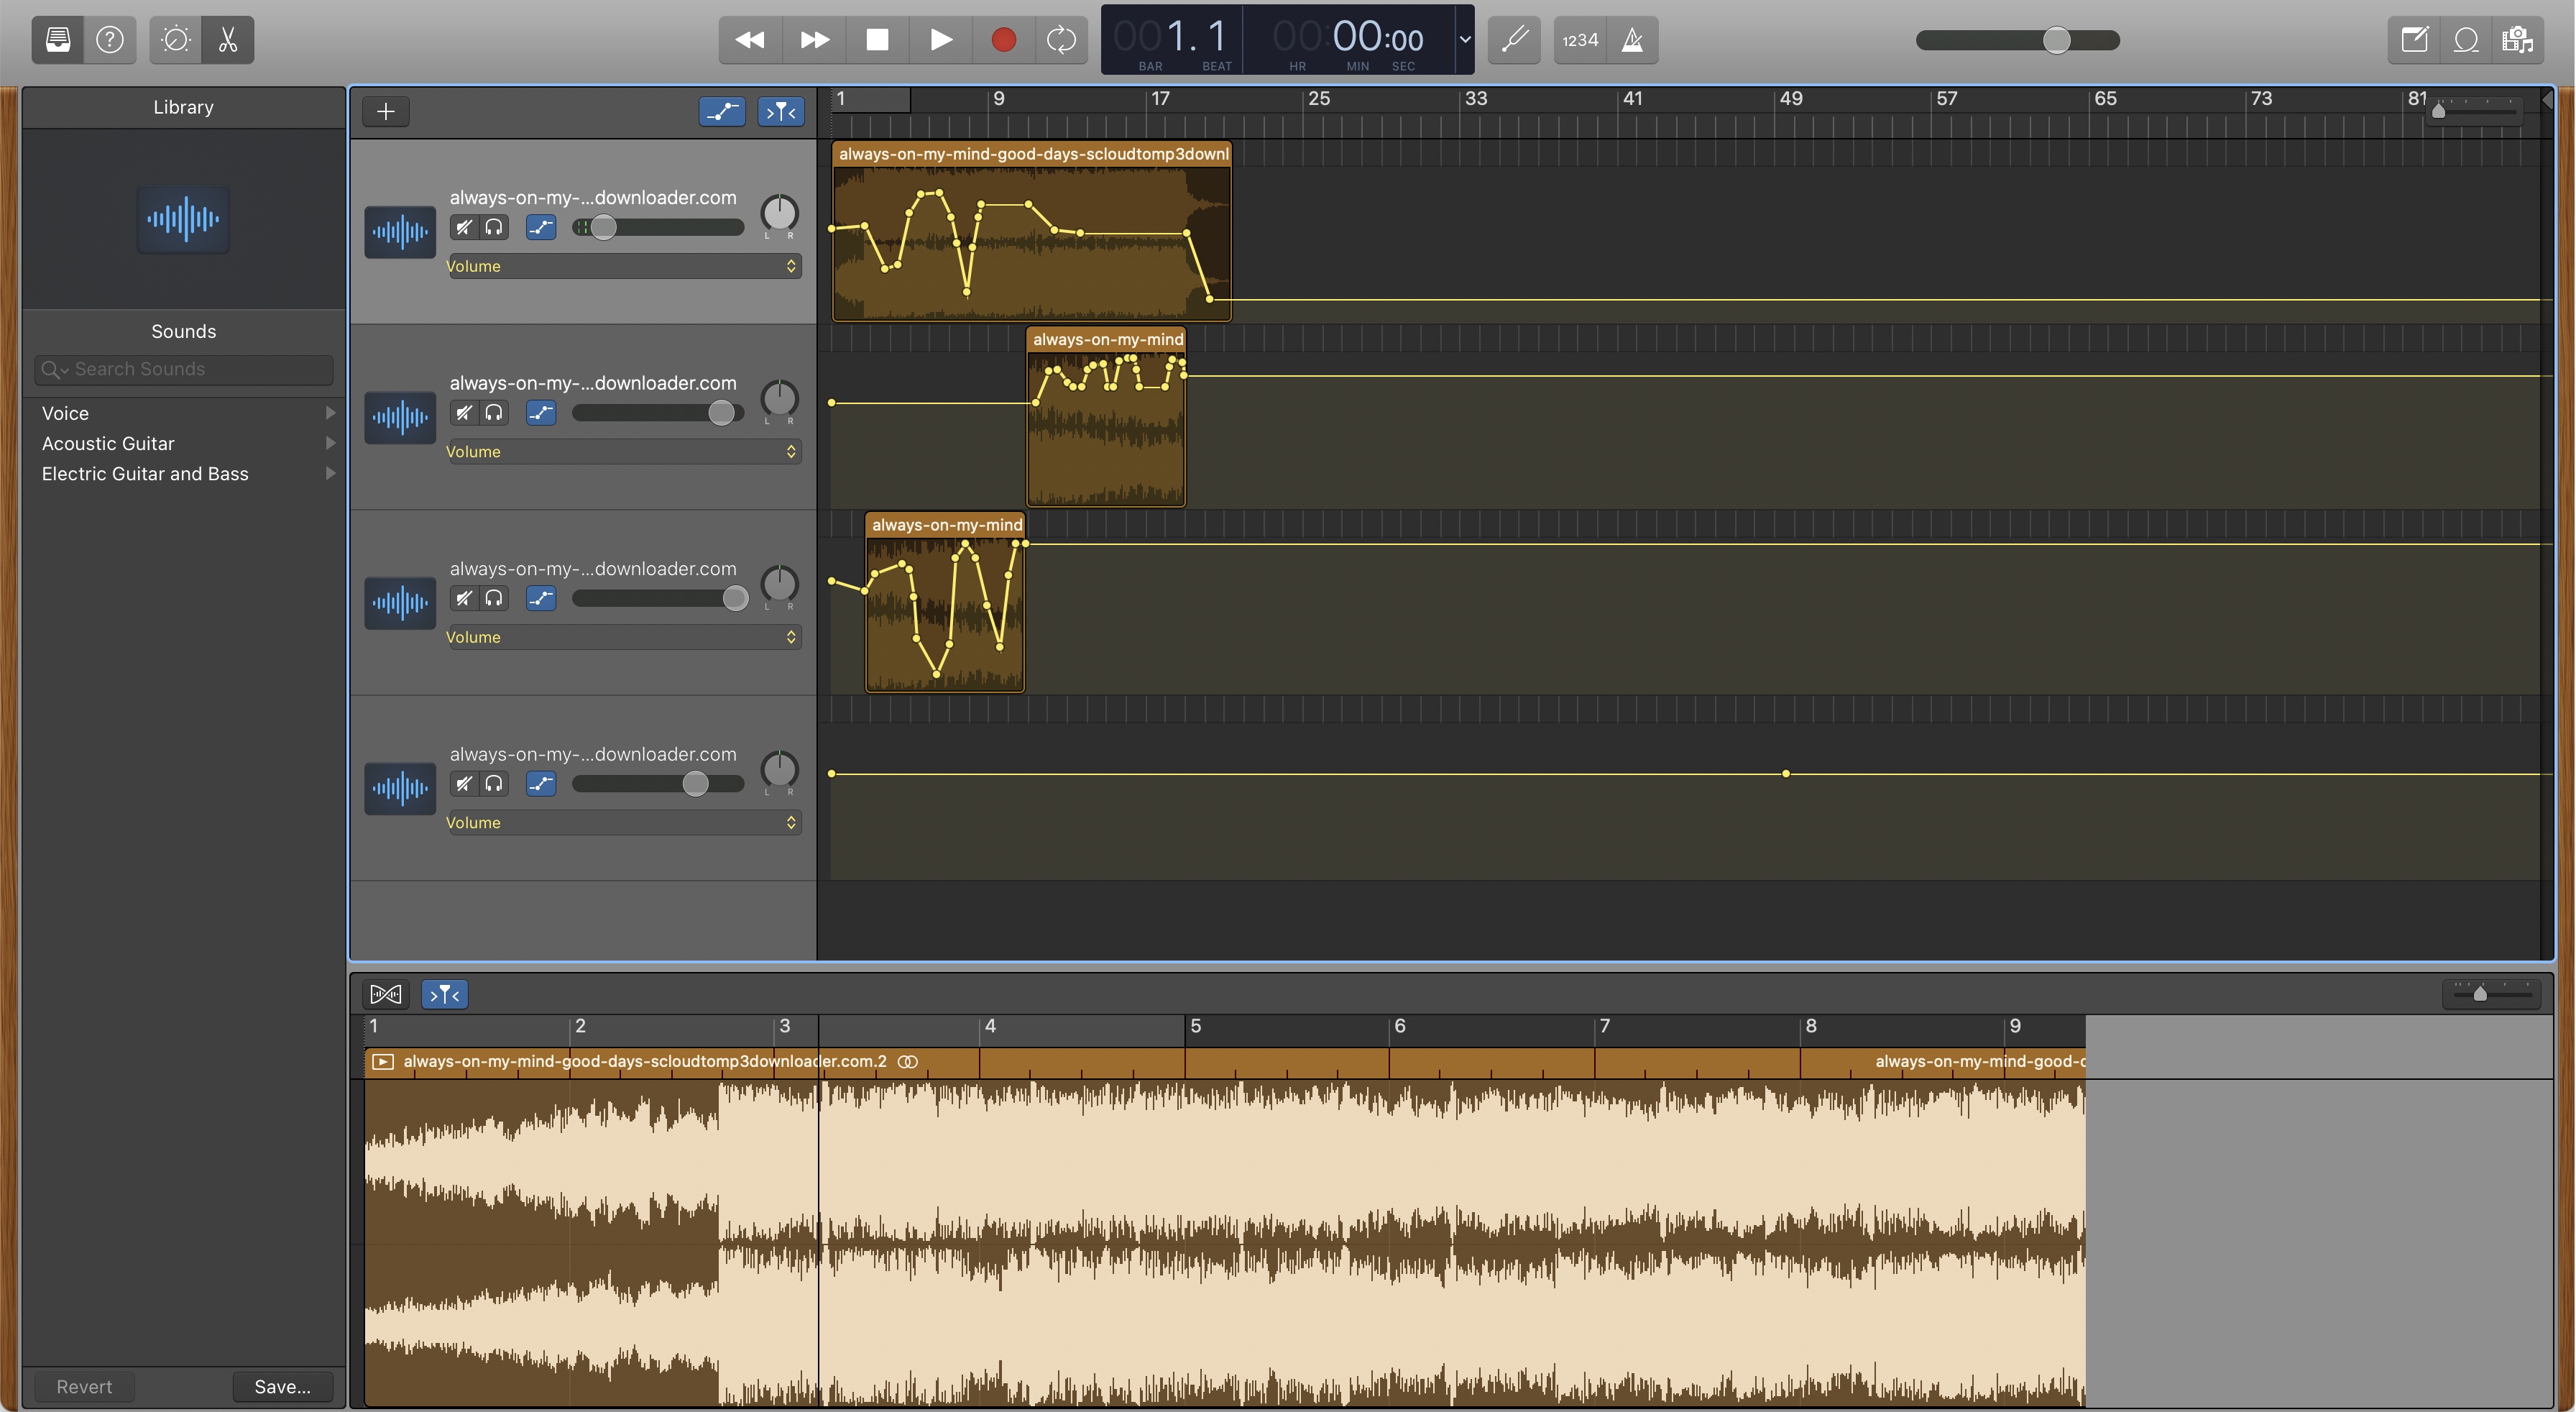 001. 1
00:00:00
BAR BEAT HR MIN SEC
1234
Library
Sounds
Search Sounds
Voice
Acoustic Guitar
Electric Guitar and Bass
Revert Save...
1 9 17 25 33 41 49 57 65 73 81
always-on-my-...downloader.com
L R
Volume
always-on-my-mind-good-days-scloudtomp3downl
always-on-my-...downloader.com
L R
Volume
always-on-my-mind
always-on-my-...downloader.com
L R
Volume
always-on-my-mind
always-on-my-...downloader.com
L R
Volume
1 2 3 4 5 6 7 8 9
always-on-my-mind-good-days-scloudtomp3downloader.com.2 always-on-my-mind-good-d